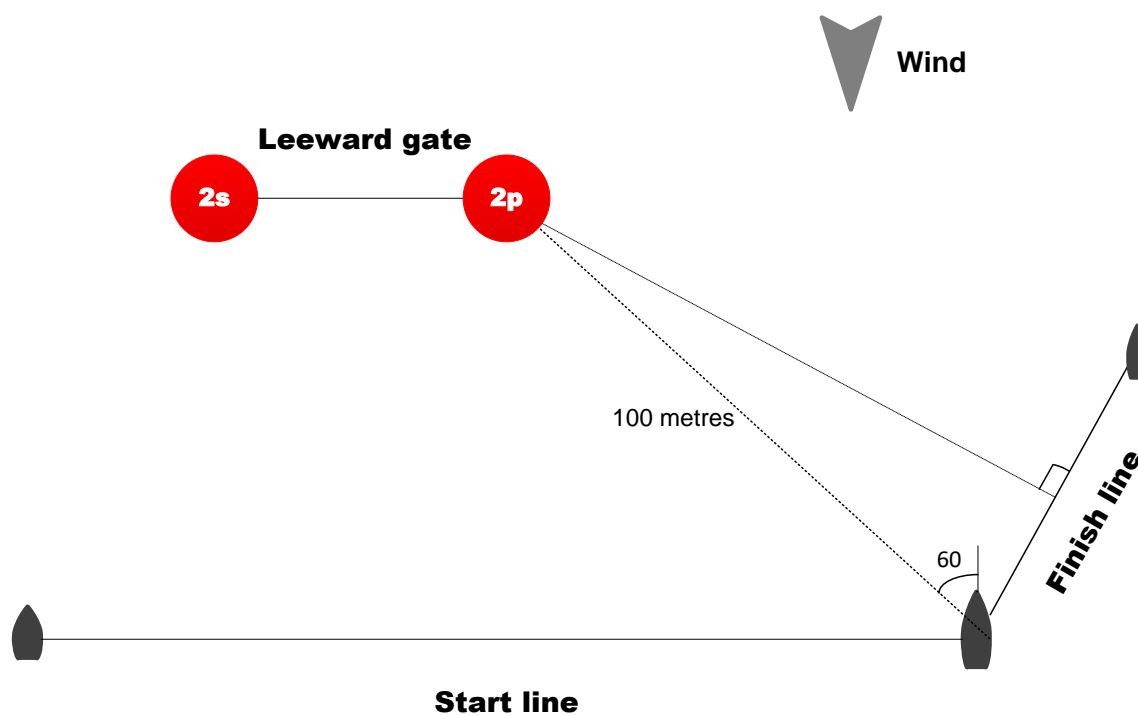 Wind
Leeward gate
2s
2p
100 metres
60
Finish line
Start line